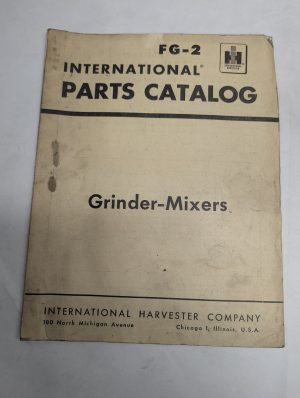 FG-2
INTERNATIONAL®
PARTS CATALOG
Grinder-Mixers
INTERNATIONAL HARVESTER COMPANY
180 North Michigan Avenue Chicago 1, Illinois, U.S.A.